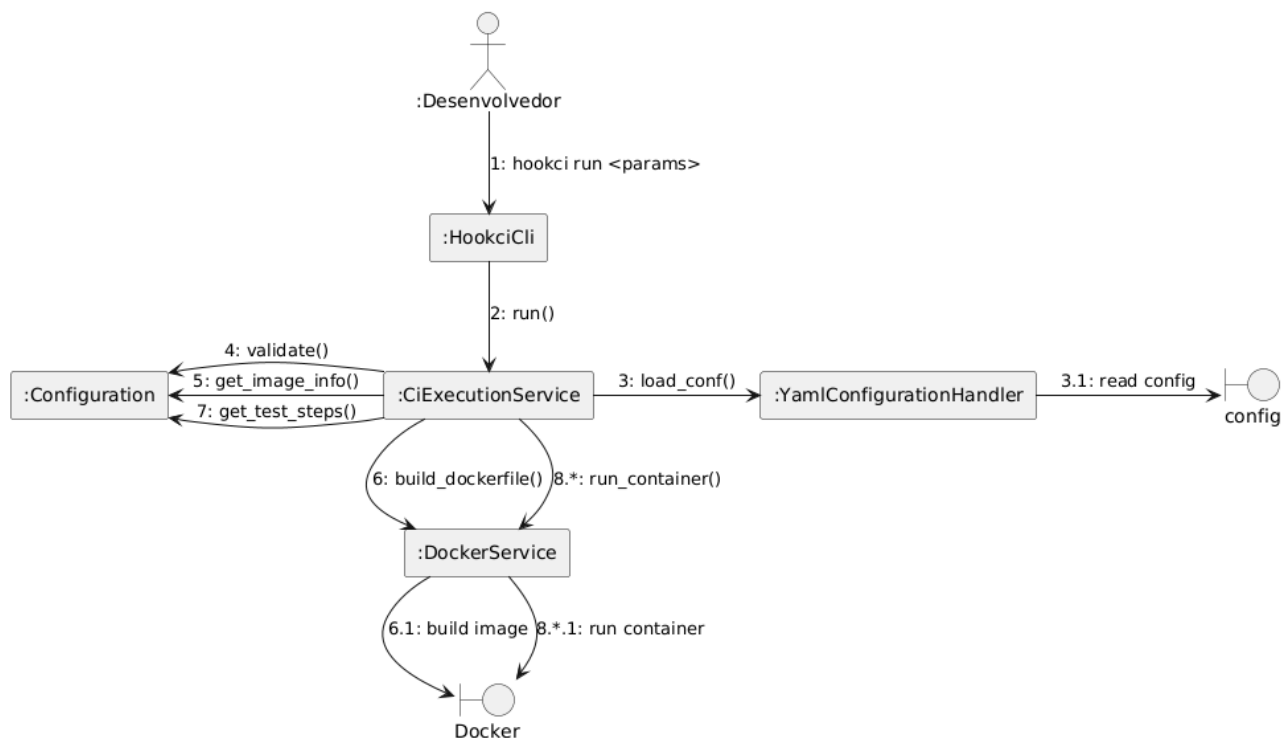 :Desenvolvedor
1: hookci run <params>
:HookciCli
2: run()
4: validate()
5: get_image_info()
7: get_test_steps()
:Configuration
:CiExecutionService
3: load_conf()
:YamlConfigurationHandler
3.1: read config
config
6: build_dockerfile()
8.*: run_container()
:DockerService
6.1: build image
8.*.1: run container
Docker